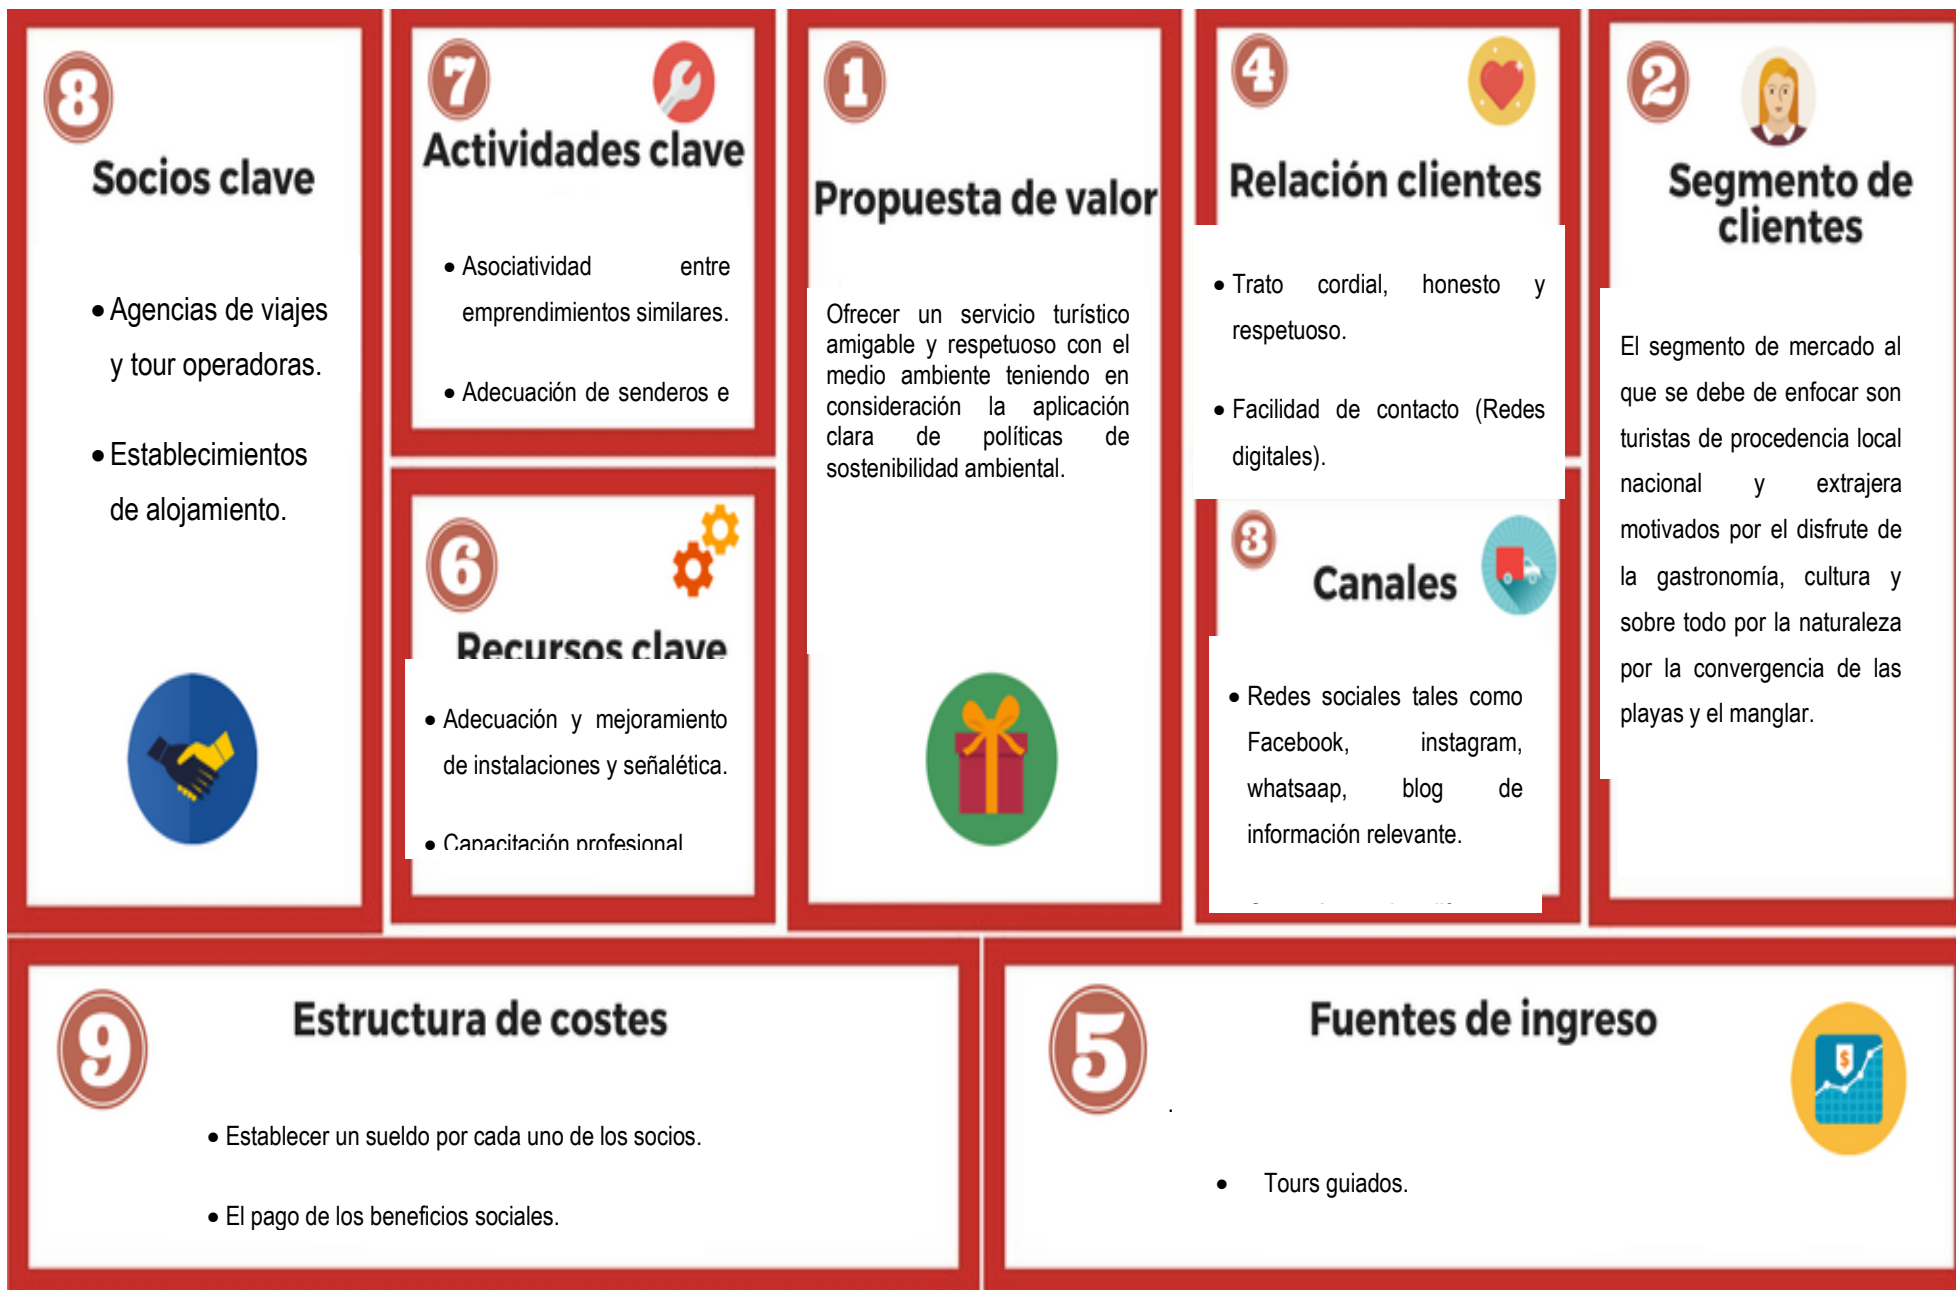 8
Socios clave
• Agencias de viajes
y tour operadoras.
• Establecimientos
de alojamiento.
7
Actividades clave
• Asociatividad entre
emprendimientos similares.
• Adecuación de senderos e
6
Recursos clave
• Adecuación y mejoramiento
de instalaciones y señalética.
• Capacitación profesional
1
Propuesta de valor
Ofrecer un servicio turístico
amigable y respetuoso con el
medio ambiente teniendo en
consideración la aplicación
clara de políticas de
sostenibilidad ambiental.
4
Relación clientes
• Trato cordial, honesto y
respetuoso.
• Facilidad de contacto (Redes
digitales).
3
Canales
• Redes sociales tales como
Facebook, instagram,
whatsaap, blog de
información relevante.
2
Segmento de
clientes
El segmento de mercado al
que se debe de enfocar son
turistas de procedencia local
nacional y extrajera
motivados por el disfrute de
la gastronomía, cultura y
sobre todo por la naturaleza
por la convergencia de las
playas y el manglar.
9
Estructura de costes
• Establecer un sueldo por cada uno de los socios.
• El pago de los beneficios sociales.
5
Fuentes de ingreso
.
• Tours guiados.
$